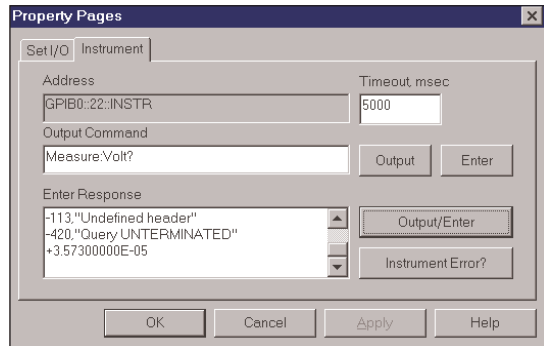 Property Pages
Set I/O Instrument
Address
Timeout, msec
GPIB0::22::INSTR
5000
Output Command
Measure:Volt?
Output
Enter
Enter Response
-113,"Undefined header"
-420,"Query UNTERMINATED"
+3.57300000E-05
Output/Enter
Instrument Error?
OK
Cancel
Apply
Help